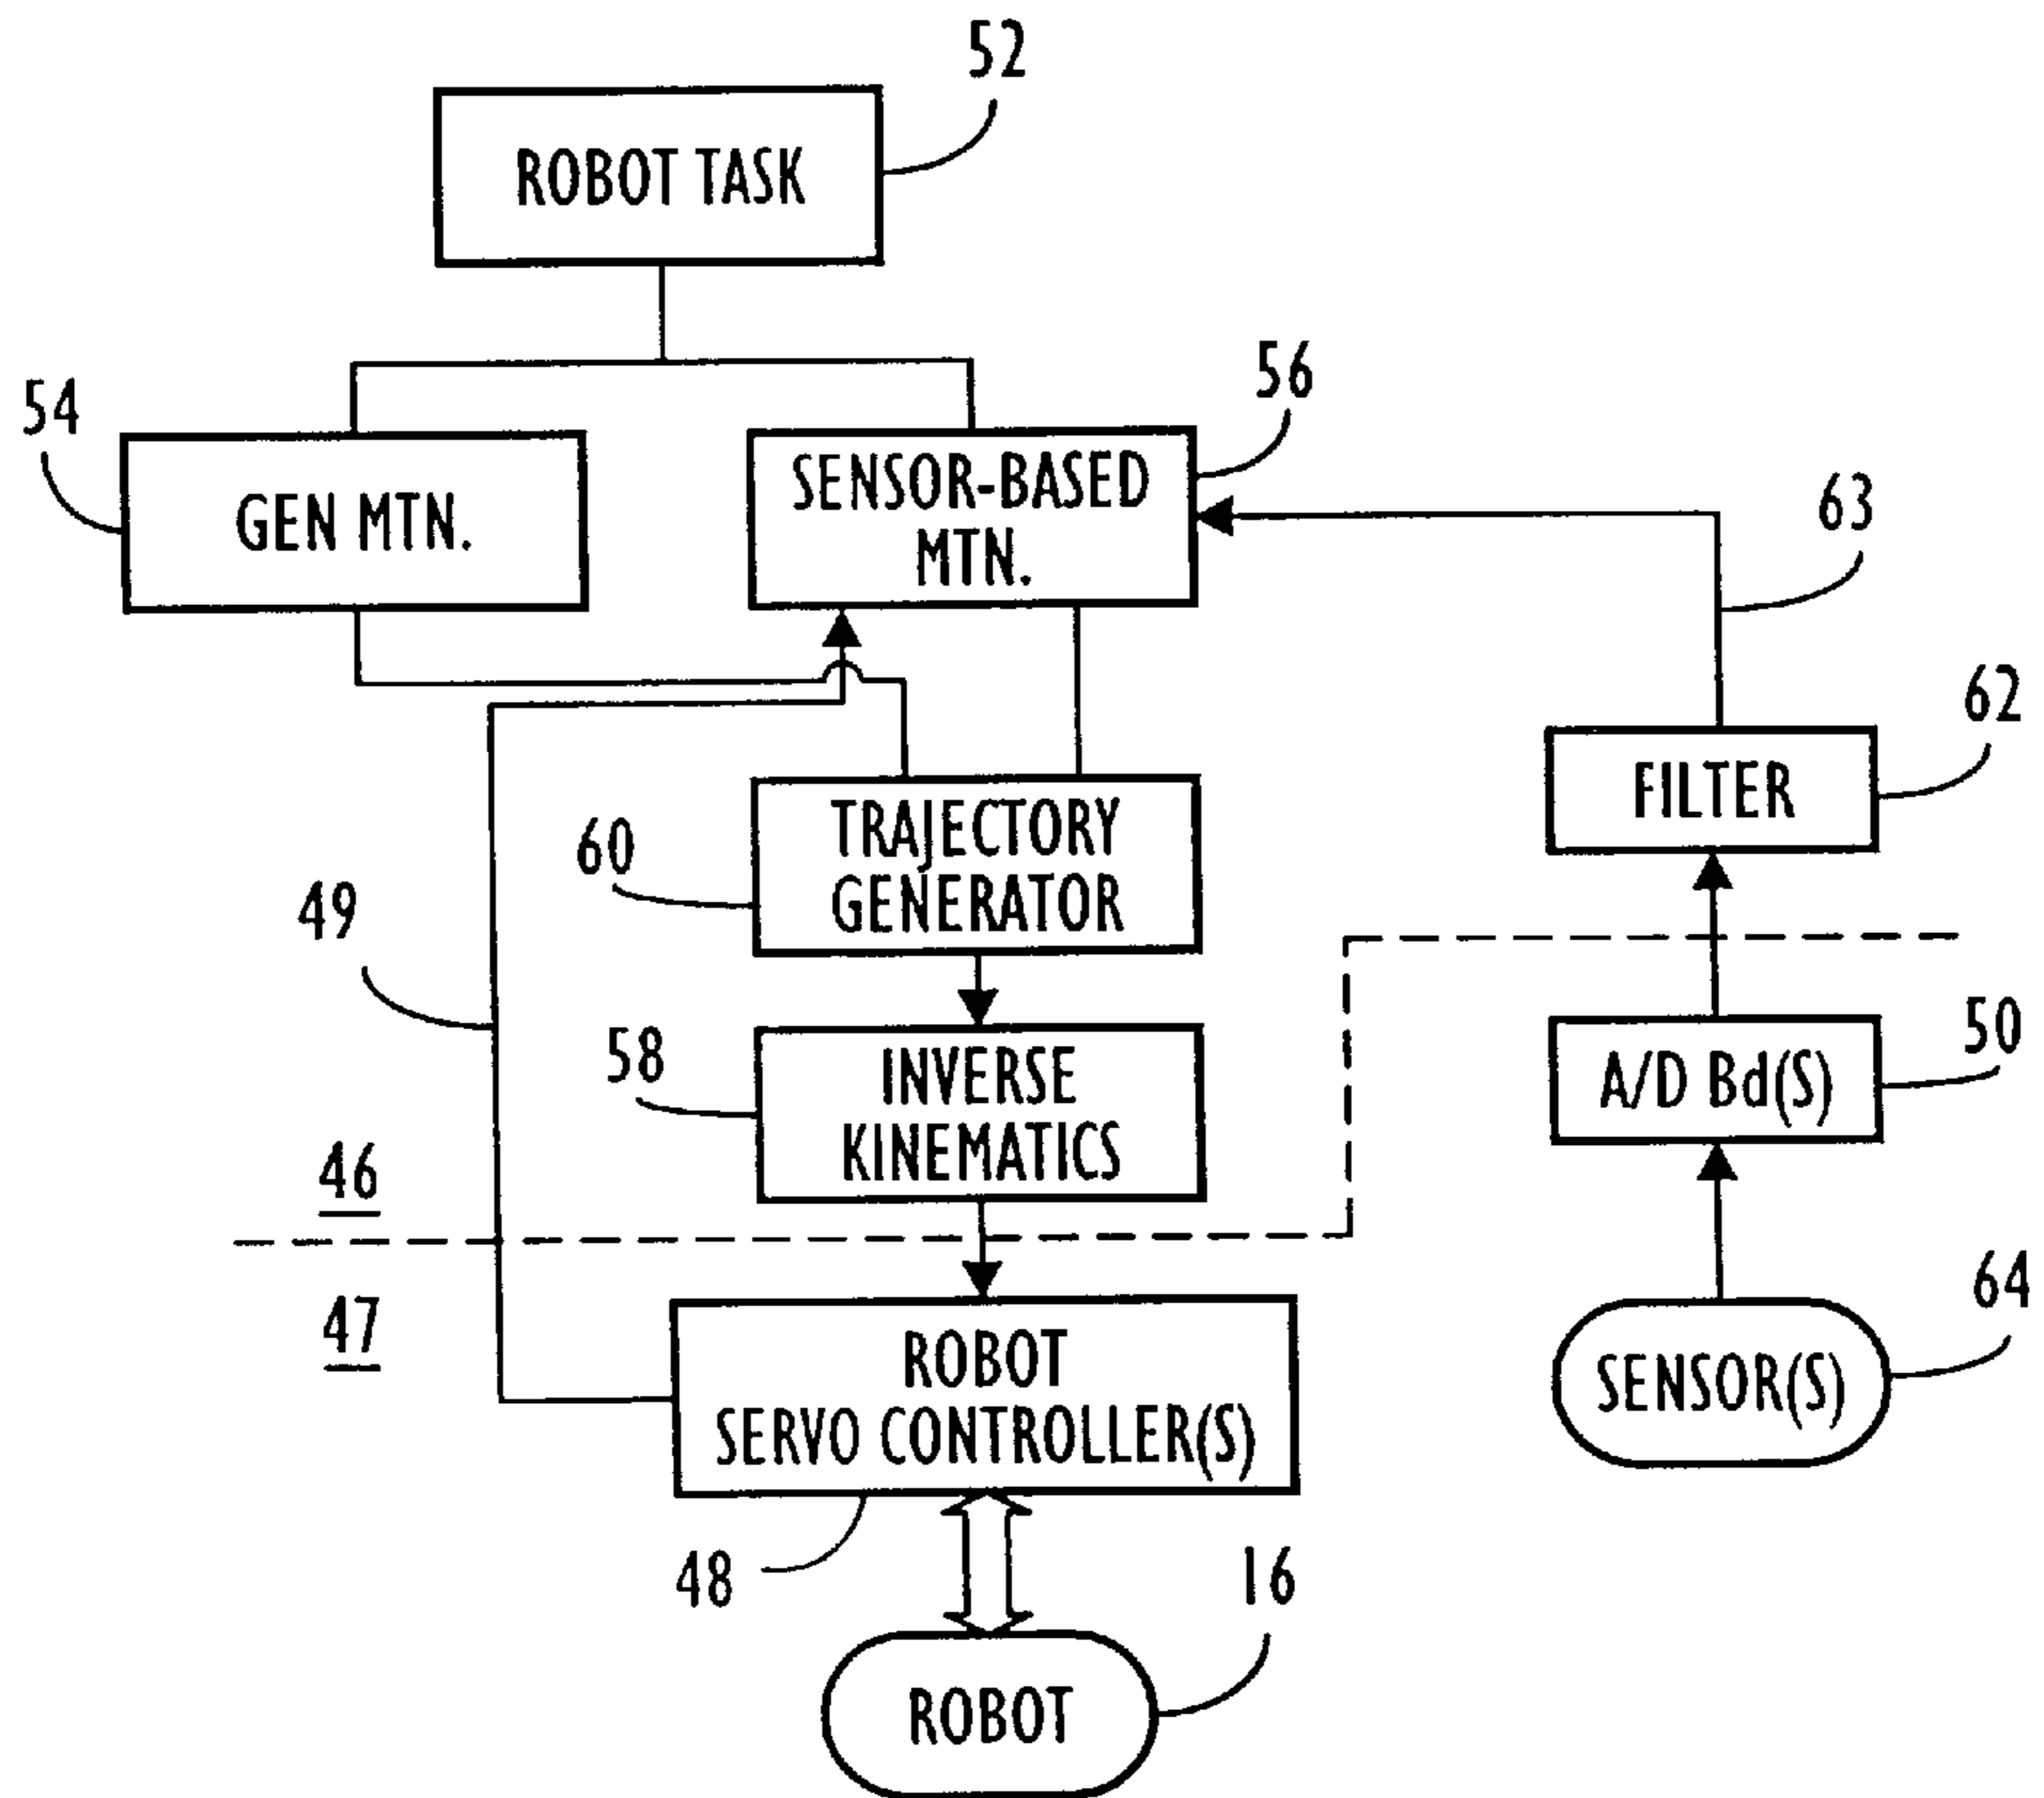 52
ROBOT TASK
56
54
SENSOR-BASED
MTN.
GEN MTN.
63
62
FILTER
TRAJECTORY
GENERATOR
60
49
50
A/D Bd(S)
58
INVERSE
KINEMATICS
46
47
64
ROBOT
SERVO CONTROLLER(S)
SENSOR(S)
48
16
ROBOT